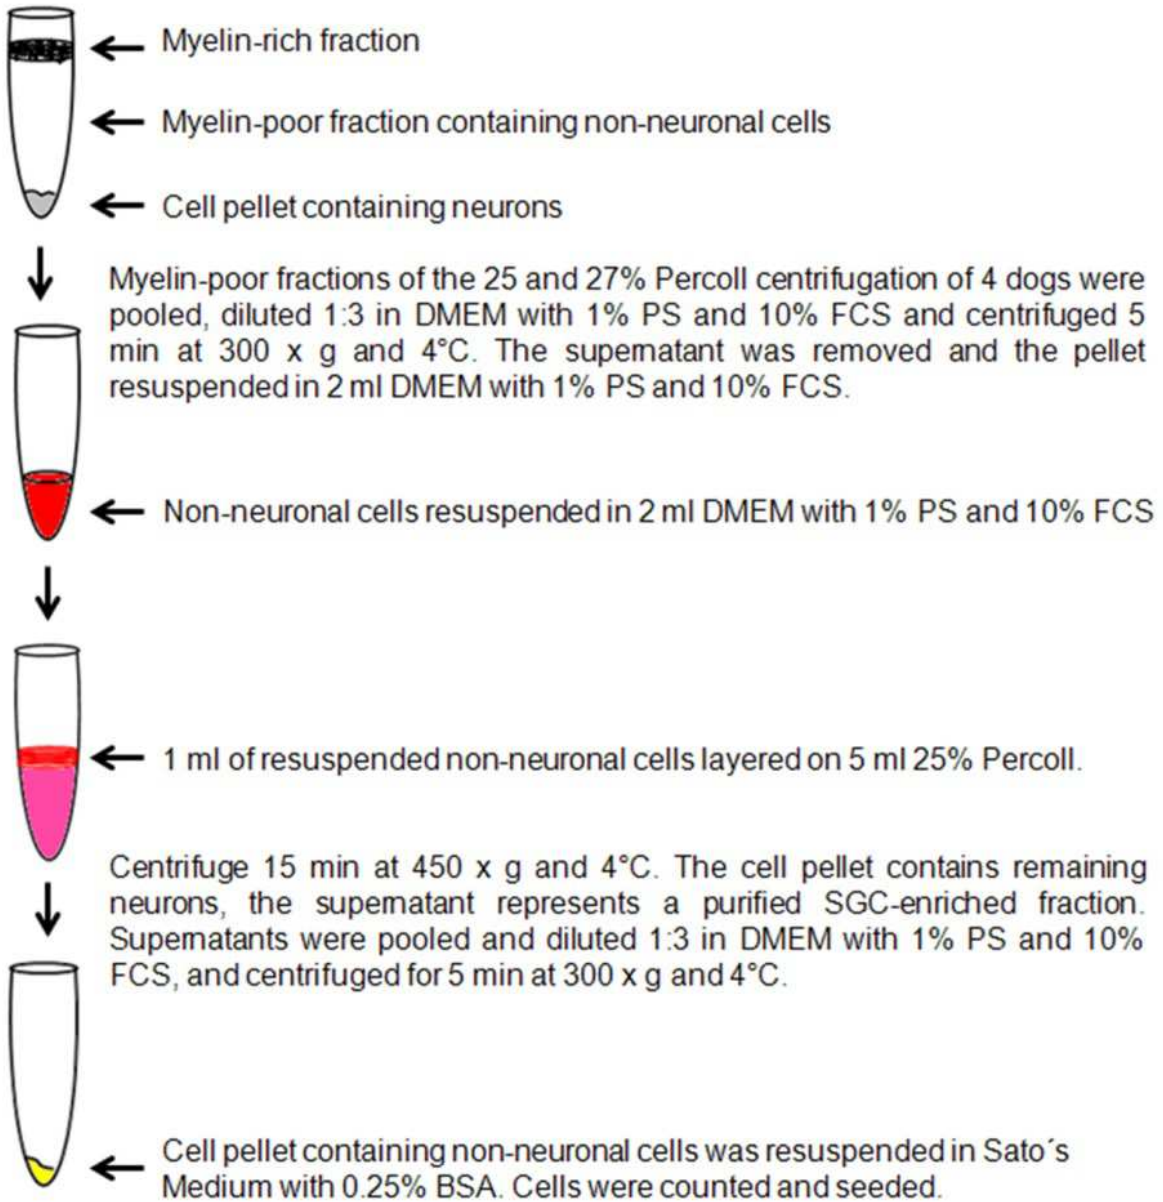 Myelin-rich fraction
Myelin-poor fraction containing non-neuronal cells
Cell pellet containing neurons
Myelin-poor fractions of the 25 and 27% Percoll centrifugation of 4 dogs were
pooled, diluted 1:3 in DMEM with 1% PS and 10% FCS and centrifuged 5
min at 300 x g and 4°C. The supernatant was removed and the pellet
resuspended in 2 ml DMEM with 1% PS and 10% FCS.
Non-neuronal cells resuspended in 2 ml DMEM with 1% PS and 10% FCS
1 ml of resuspended non-neuronal cells layered on 5 ml 25% Percoll.
Centrifuge 15 min at 450 x g and 4°C. The cell pellet contains remaining
neurons, the supernatant represents a purified SGC-enriched fraction.
Supernatants were pooled and diluted 1:3 in DMEM with 1% PS and 10%
FCS, and centrifuged for 5 min at 300 x g and 4°C.
Cell pellet containing non-neuronal cells was resuspended in Sato´s
Medium with 0.25% BSA. Cells were counted and seeded.